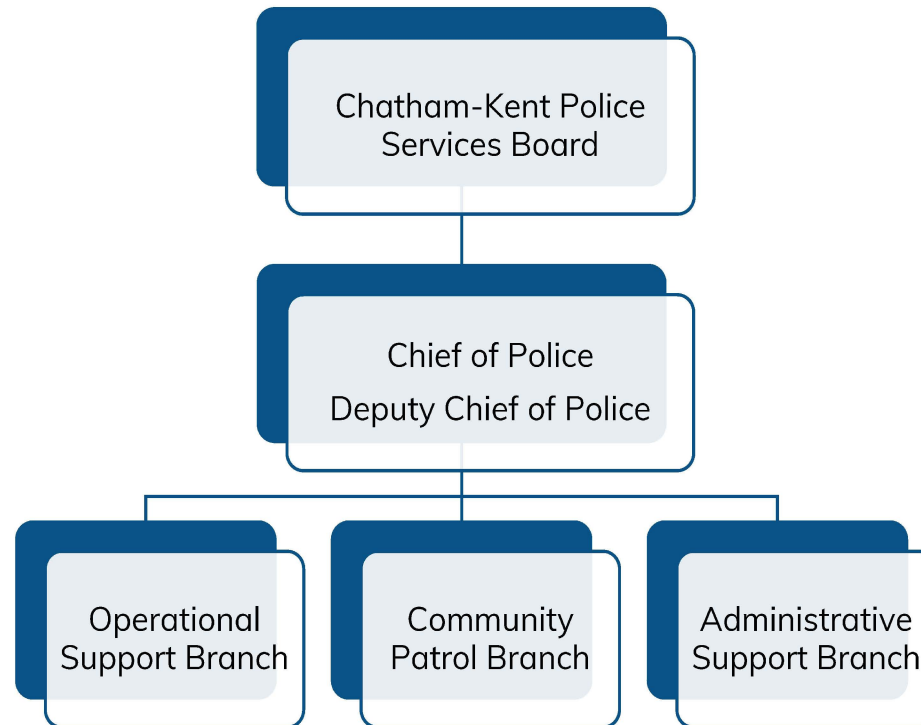 Chatham-Kent Police
Services Board
Chief of Police
Deputy Chief of Police
Operational
Support Branch
Community
Patrol Branch
Administrative
Support Branch